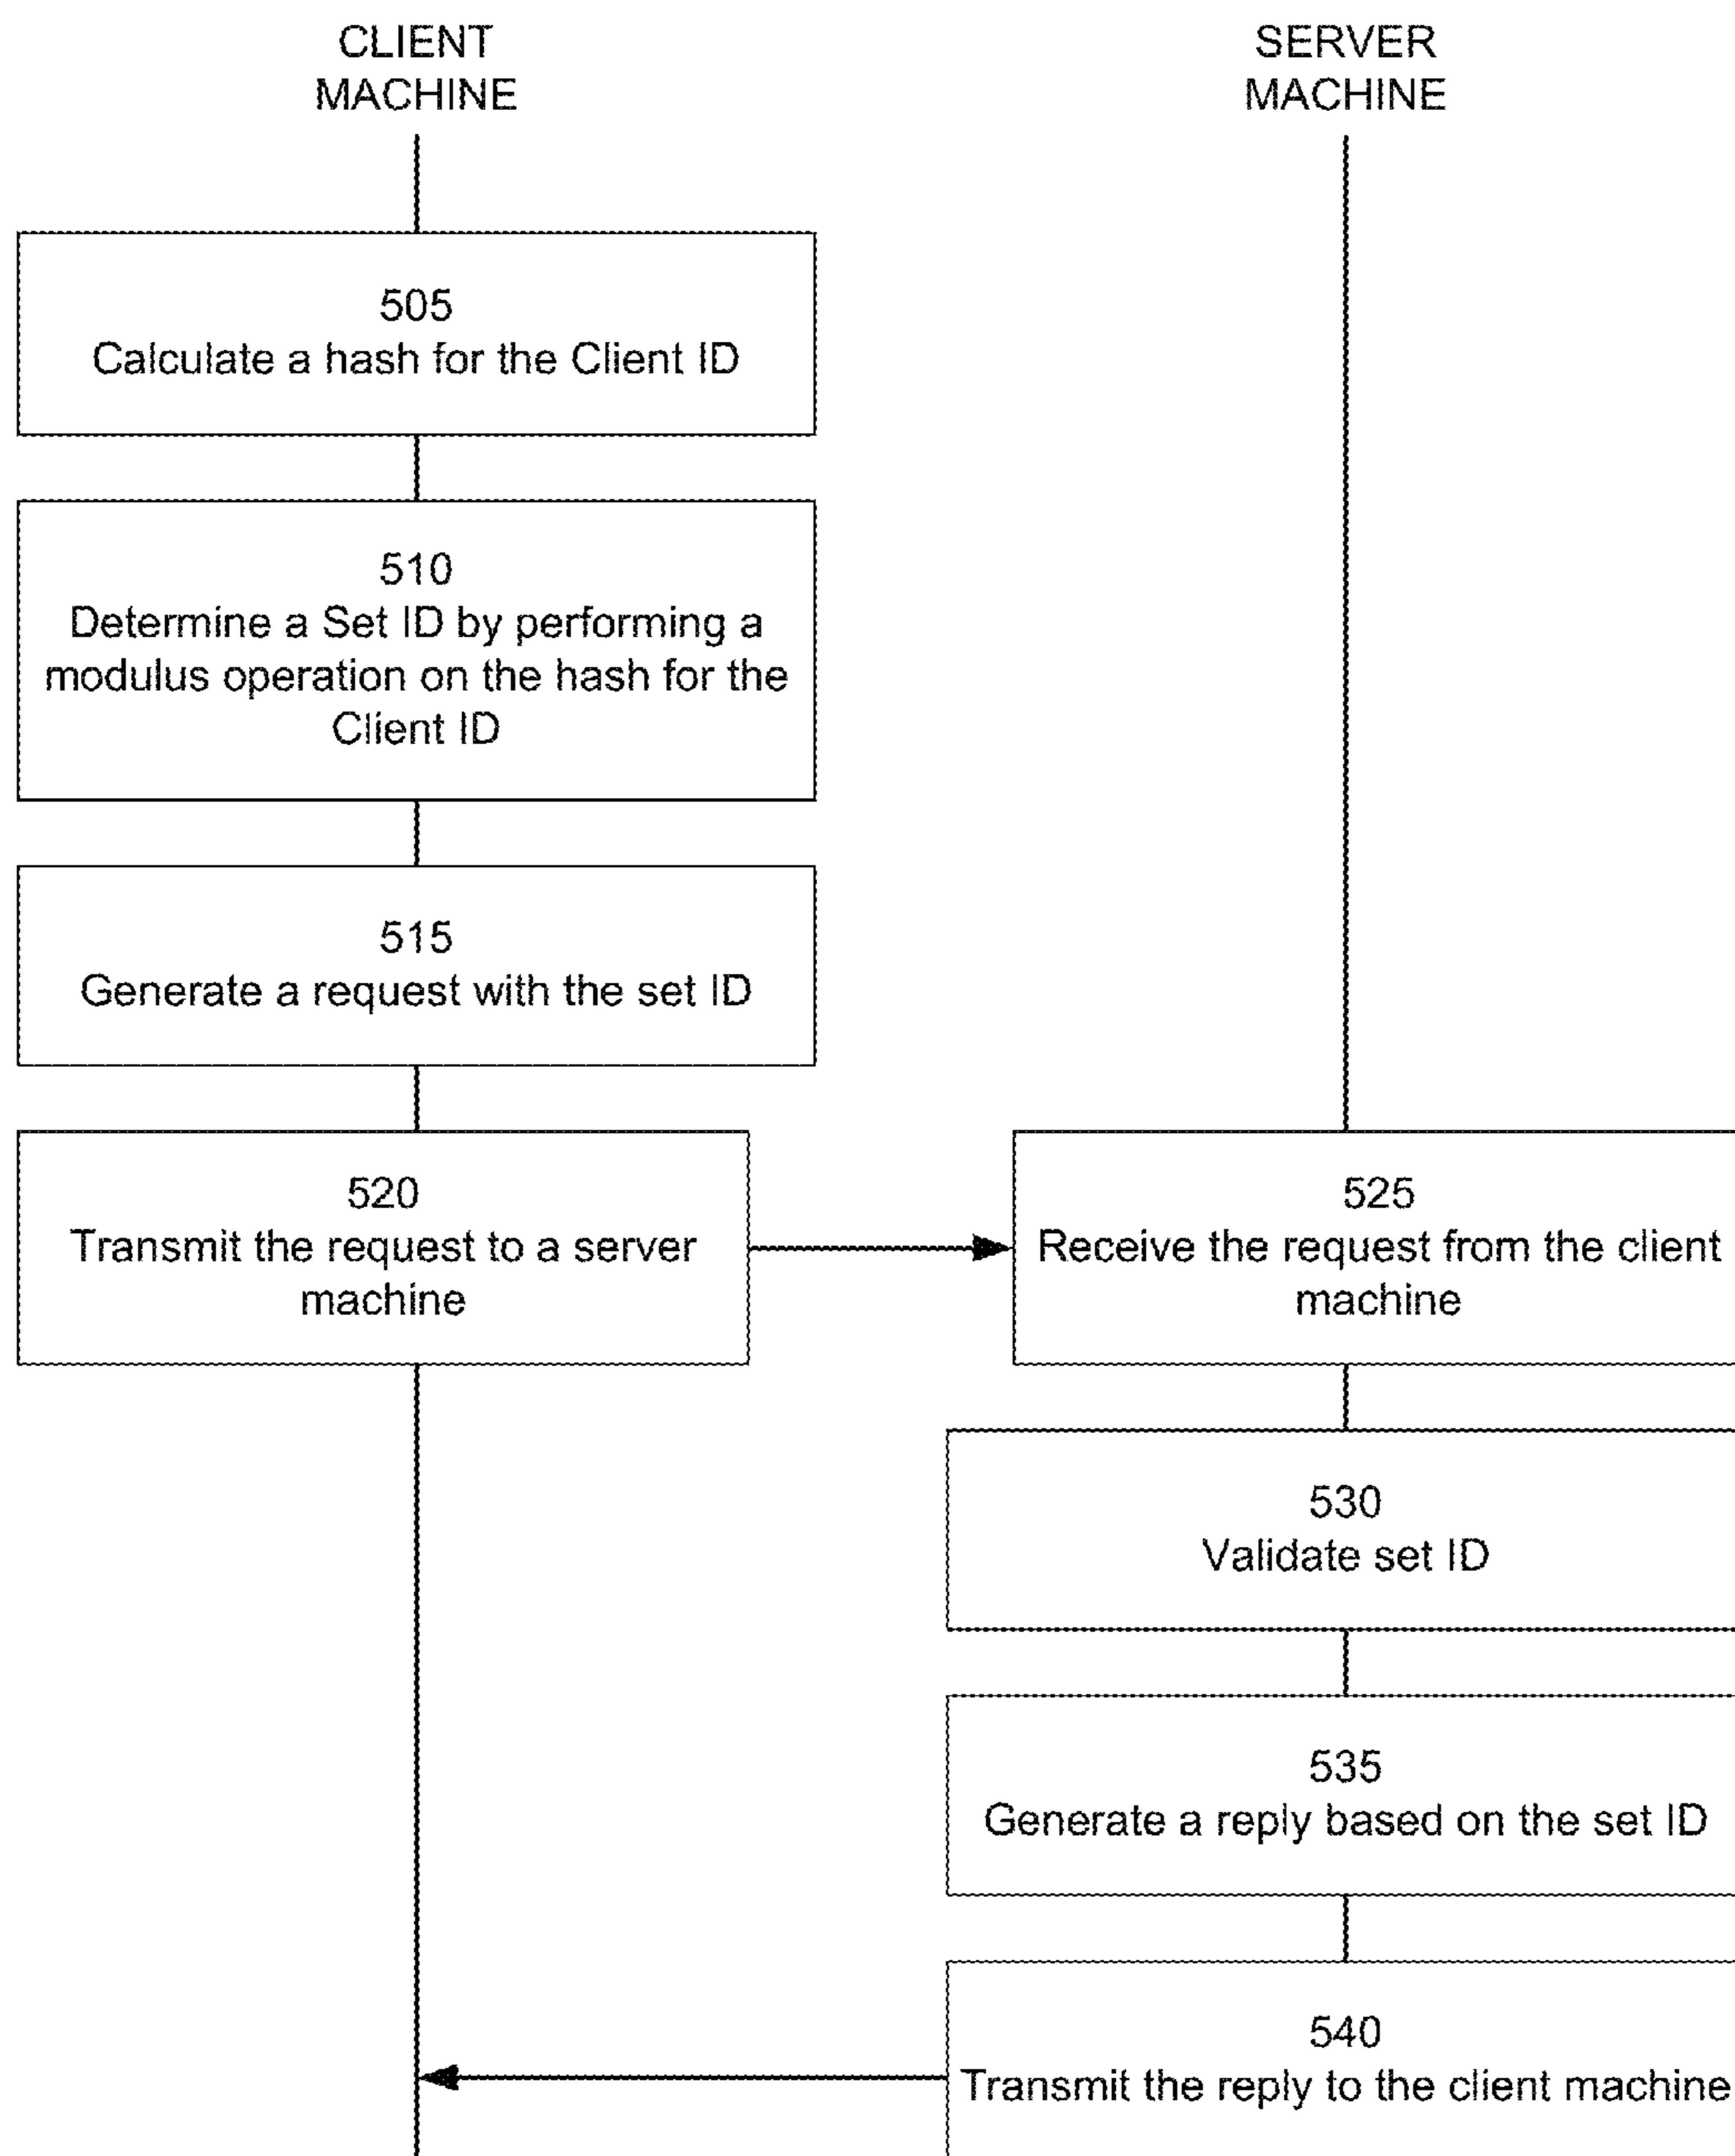 CLIENT
MACHINE
SERVER
MACHINE
505
Calculate a hash for the Client ID
510
Determine a Set ID by performing a
modulus operation on the hash for the
Client ID
515
Generate a request with the set ID
520
Transmit the request to a server
machine
525
Receive the request from the client
machine
530
Validate set ID
535
Generate a reply based on the set ID
540
Transmit the reply to the client machine